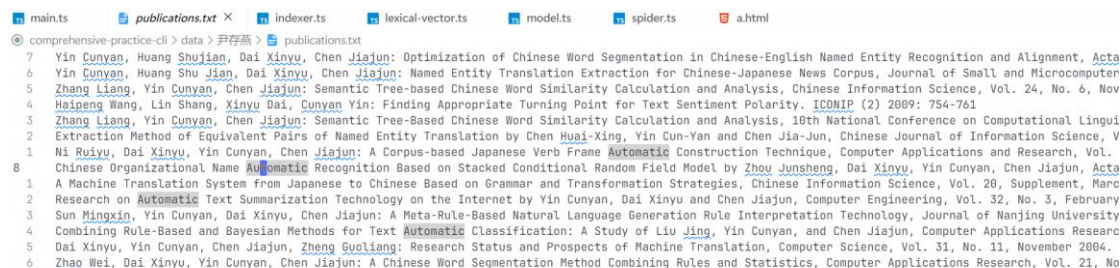 main.ts publications.txt × indexer.ts lexical-vector.ts model.ts spider.ts a.html
comprehensive-practice-cli > data > 尹存燕 > publications.txt
7 Yin Cunyan, Huang Shujian, Dai Xinyu, Chen Jiajun: Optimization of Chinese Word Segmentation in Chinese-English Named Entity Recognition and Alignment, Acta
6 Yin Cunyan, Huang Shu Jian, Dai Xinyu, Chen Jiajun: Named Entity Translation Extraction for Chinese-Japanese News Corpus, Journal of Small and Microcomputer
5 Zhang Liang, Yin Cunyan, Chen Jiajun: Semantic Tree-based Chinese Word Similarity Calculation and Analysis, Chinese Information Science, Vol. 24, No. 6, Nov
4 Haipeng Wang, Lin Shang, Xinyu Dai, Cunyan Yin: Finding Appropriate Turning Point for Text Sentiment Polarity. ICONIP (2) 2009: 754-761
3 Zhang Liang, Yin Cunyan, Chen Jiajun: Semantic Tree-Based Chinese Word Similarity Calculation and Analysis, 10th National Conference on Computational Lingui
2 Extraction Method of Equivalent Pairs of Named Entity Translation by Chen Huai-Xing, Yin Cun-Yan and Chen Jia-Jun, Chinese Journal of Information Science, V
1 Ni Ruiyu, Dai Xinyu, Yin Cunyan, Chen Jiajun: A Corpus-based Japanese Verb Frame Automatic Construction Technique, Computer Applications and Research, Vol.
8 Chinese Organizational Name Automatic Recognition Based on Stacked Conditional Random Field Model by Zhou Junsheng, Dai Xinyu, Yin Cunyan, Chen Jiajun, Acta
1 A Machine Translation System from Japanese to Chinese Based on Grammar and Transformation Strategies, Chinese Information Science, Vol. 20, Supplement, Marc
2 Research on Automatic Text Summarization Technology on the Internet by Yin Cunyan, Dai Xinyu and Chen Jiajun, Computer Engineering, Vol. 32, No. 3, February
3 Sun Mingxin, Yin Cunyan, Dai Xinyu, Chen Jiajun: A Meta-Rule-Based Natural Language Generation Rule Interpretation Technology, Journal of Nanjing University
4 Combining Rule-Based and Bayesian Methods for Text Automatic Classification: A Study of Liu Jing, Yin Cunyan, and Chen Jiajun, Computer Applications Researc
5 Dai Xinyu, Yin Cunyan, Chen Jiajun, Zheng Guoliang: Research Status and Prospects of Machine Translation, Computer Science, Vol. 31, No. 11, November 2004.
6 Zhao Wei, Dai Xinyu, Yin Cunyan, Chen Jiajun: A Chinese Word Segmentation Method Combining Rules and Statistics, Computer Applications Research, Vol. 21, No